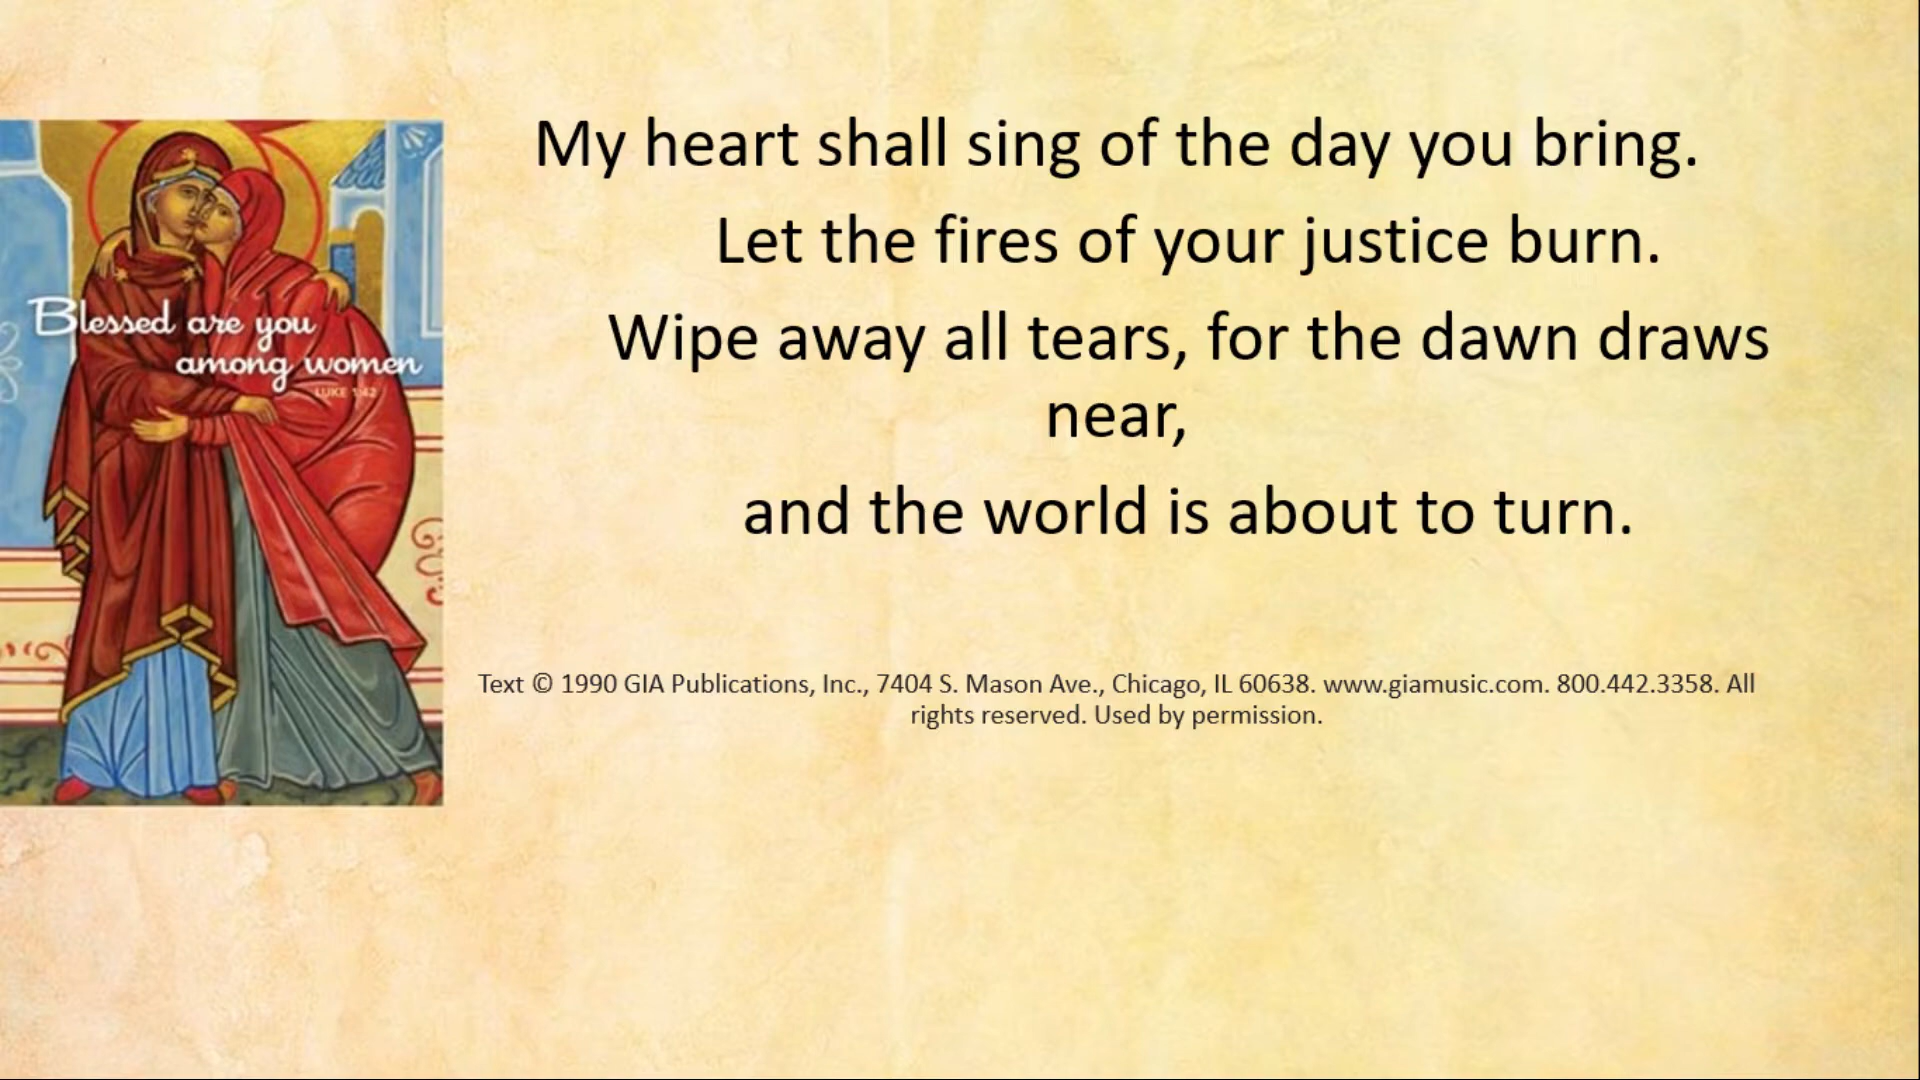 Blessed are you
among women
LUKE 1:42
My heart shall sing of the day you bring.
Let the fires of your justice burn.
Wipe away all tears, for the dawn draws
near,
and the world is about to turn.
Text © 1990 GIA Publications, Inc., 7404 S. Mason Ave., Chicago, IL 60638. www.giamusic.com. 800.442.3358. All
rights reserved. Used by permission.